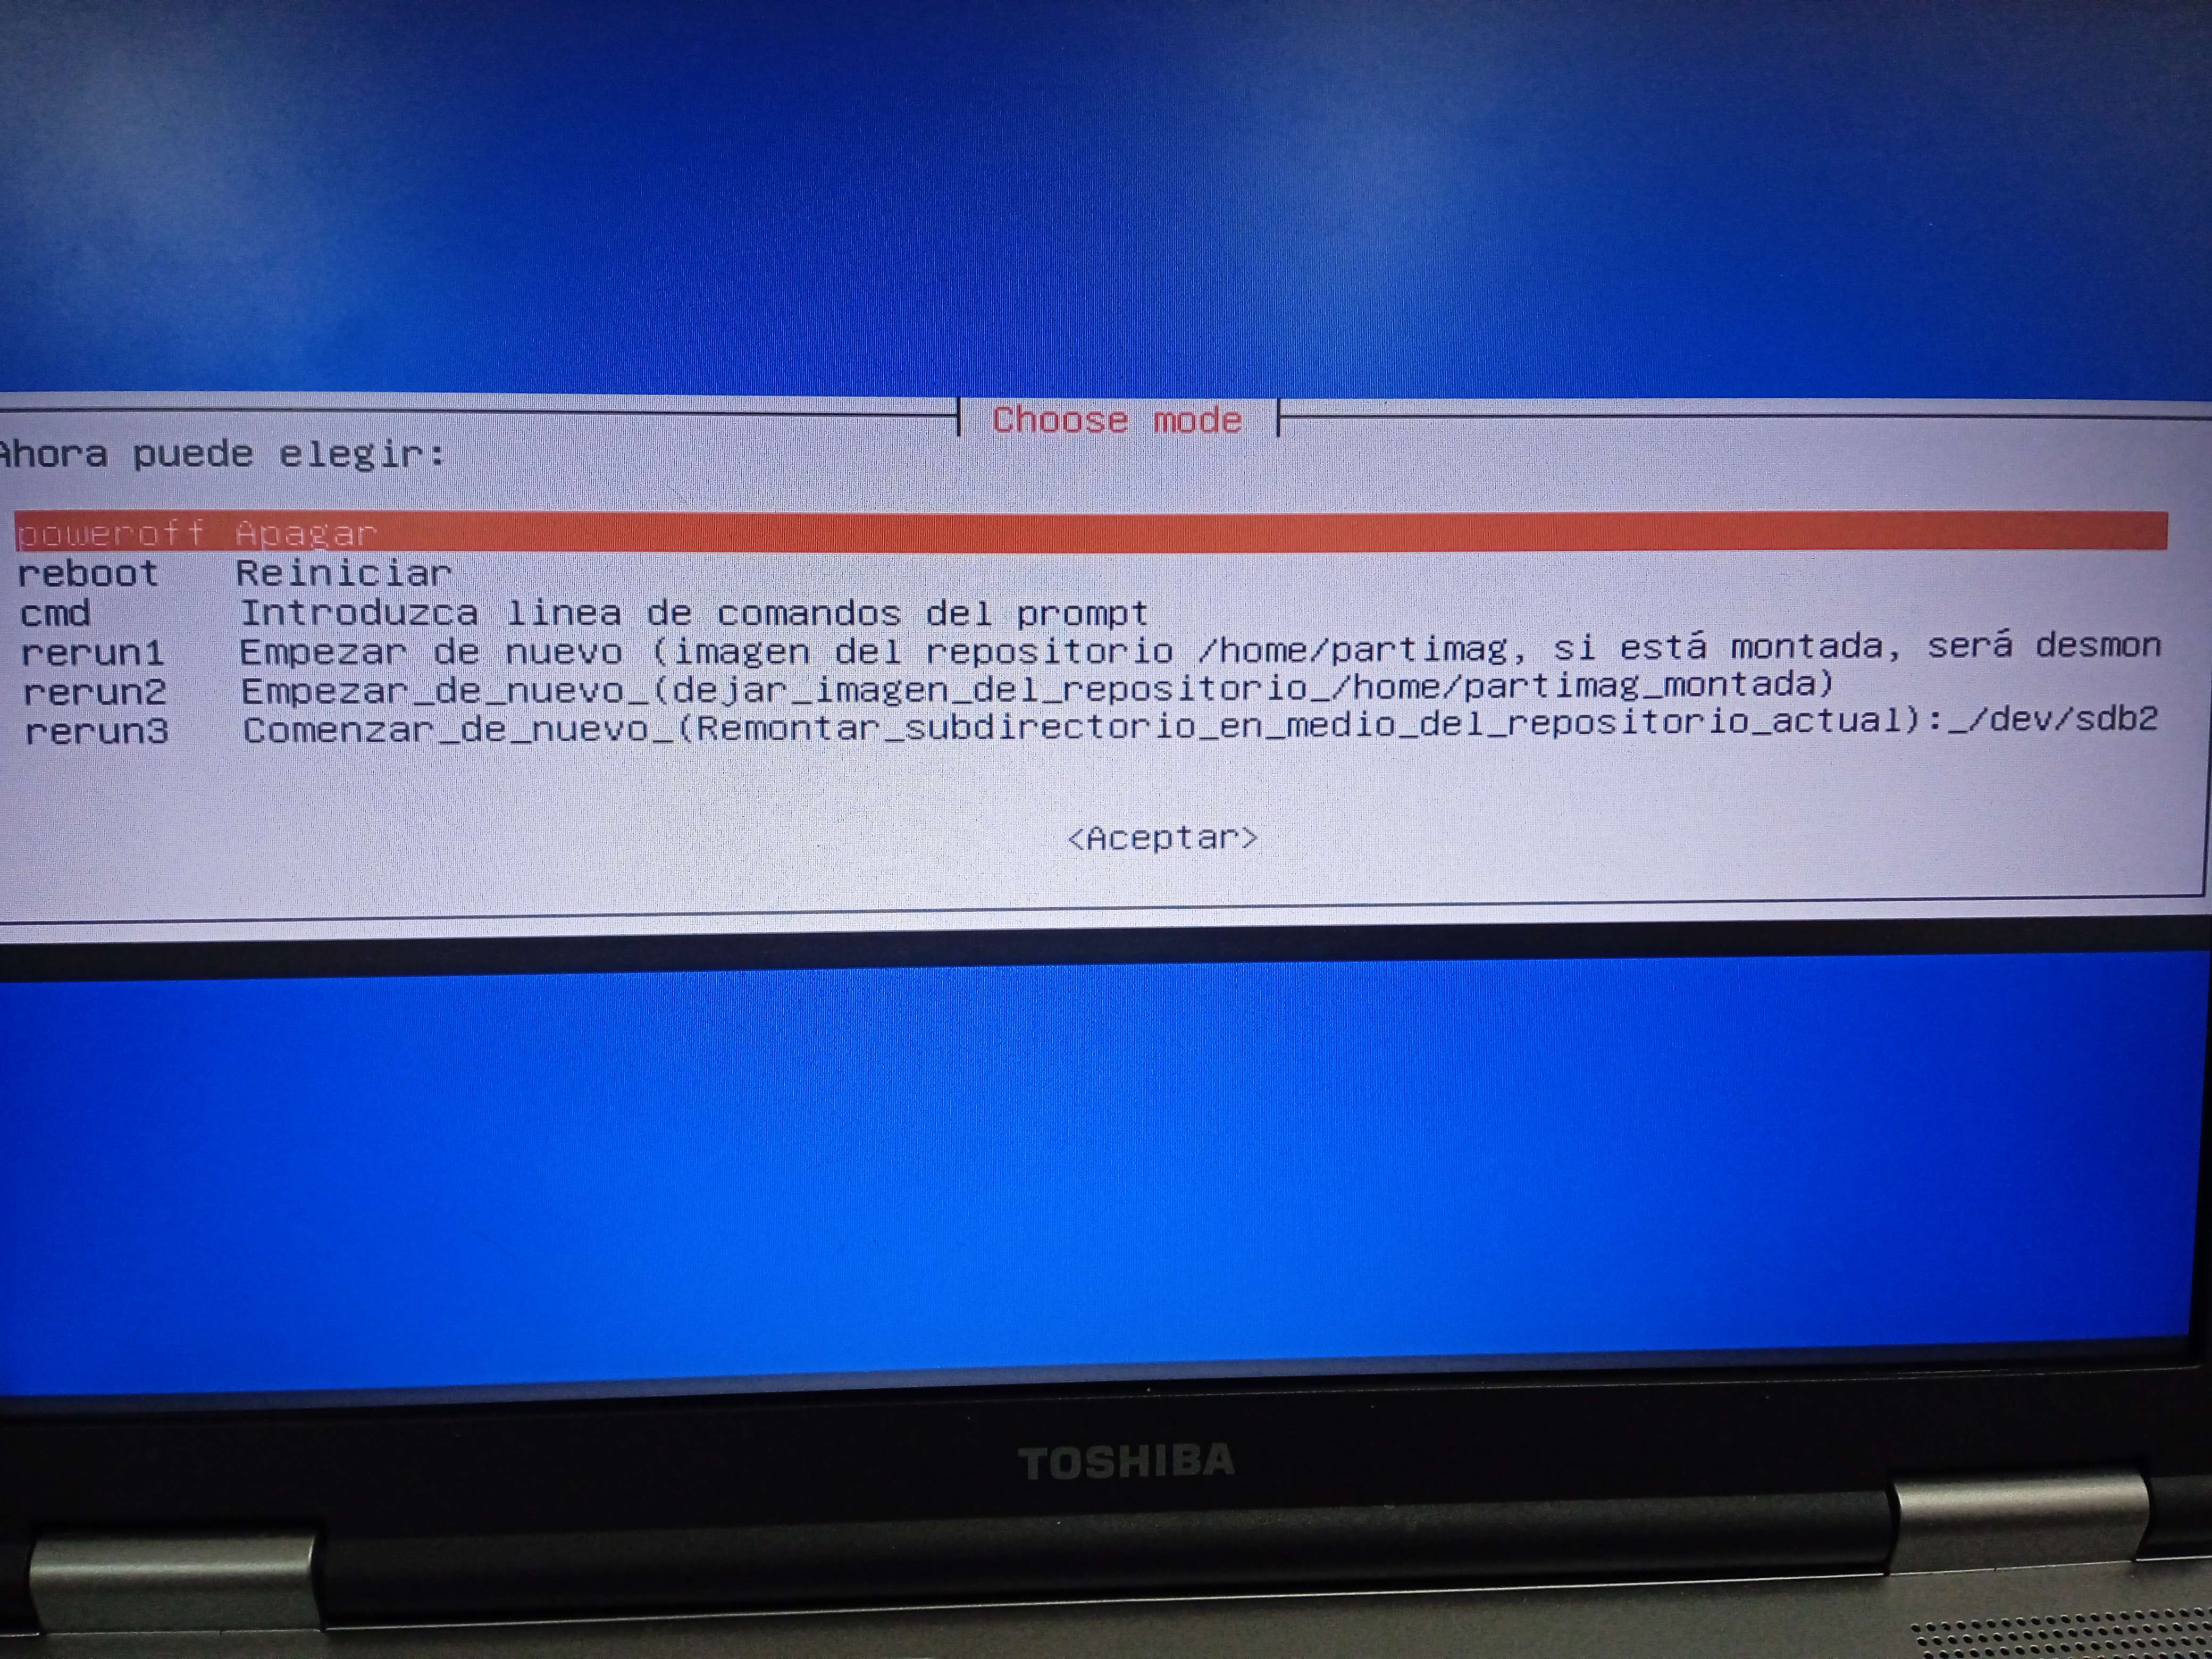 Choose mode
Ahora puede elegir:
poweroff Apagar
reboot Reiniciar
cmd Introduzca linea de comandos del prompt
rerun1 Empezar de nuevo (imagen del repositorio /home/partimag, si está montada, será desmon
rerun2 Empezar_de_nuevo_(dejar_imagen_del_repositorio_/home/partimag_montada)
rerun3 Comenzar_de_nuevo_(Remontar_subdirectorio_en_medio_del_repositorio_actual):_/dev/sdb2
<Aceptar>
TOSHIBA